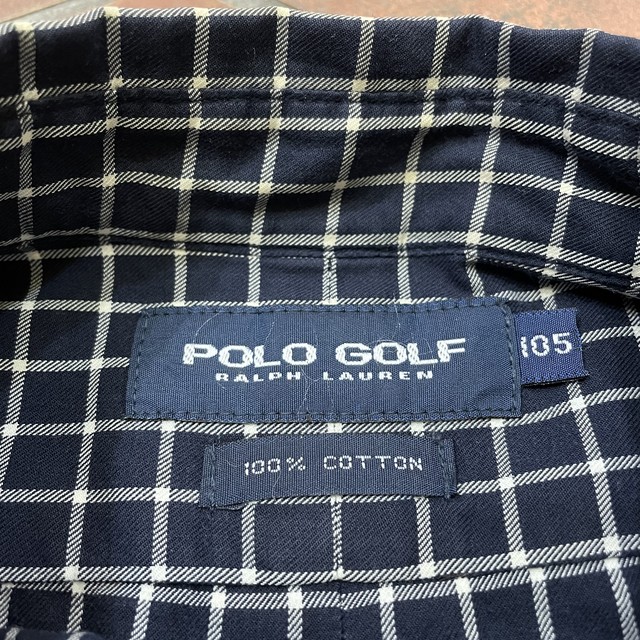 POLO GOLF
RALPH LAUREN
105
100% COTTON